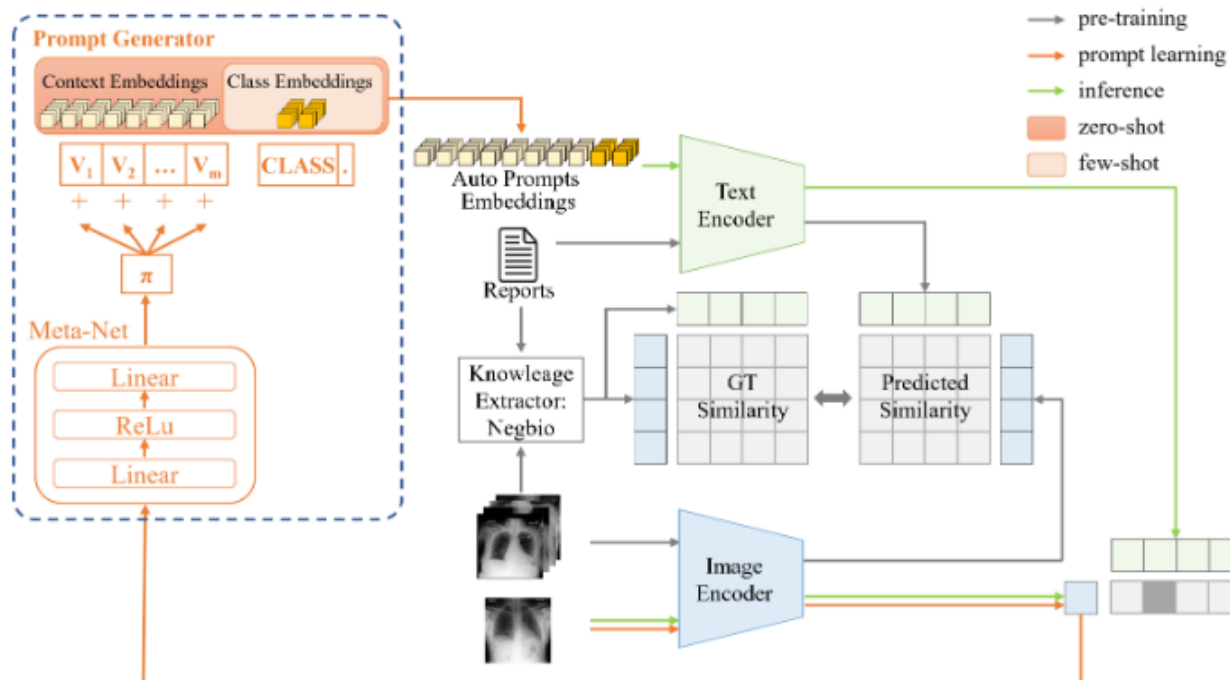 Prompt Generator
Context Embeddings
Class Embeddings
V1 V2 ... Vm
CLASS .
+ + + +
π
Meta-Net
Linear
ReLu
Linear
Auto Prompts
Embeddings
Reports
Knowleage
Extractor:
Negbio
Text
Encoder
GT
Similarity
Predicted
Similarity
Image
Encoder
pre-training
prompt learning
inference
zero-shot
few-shot